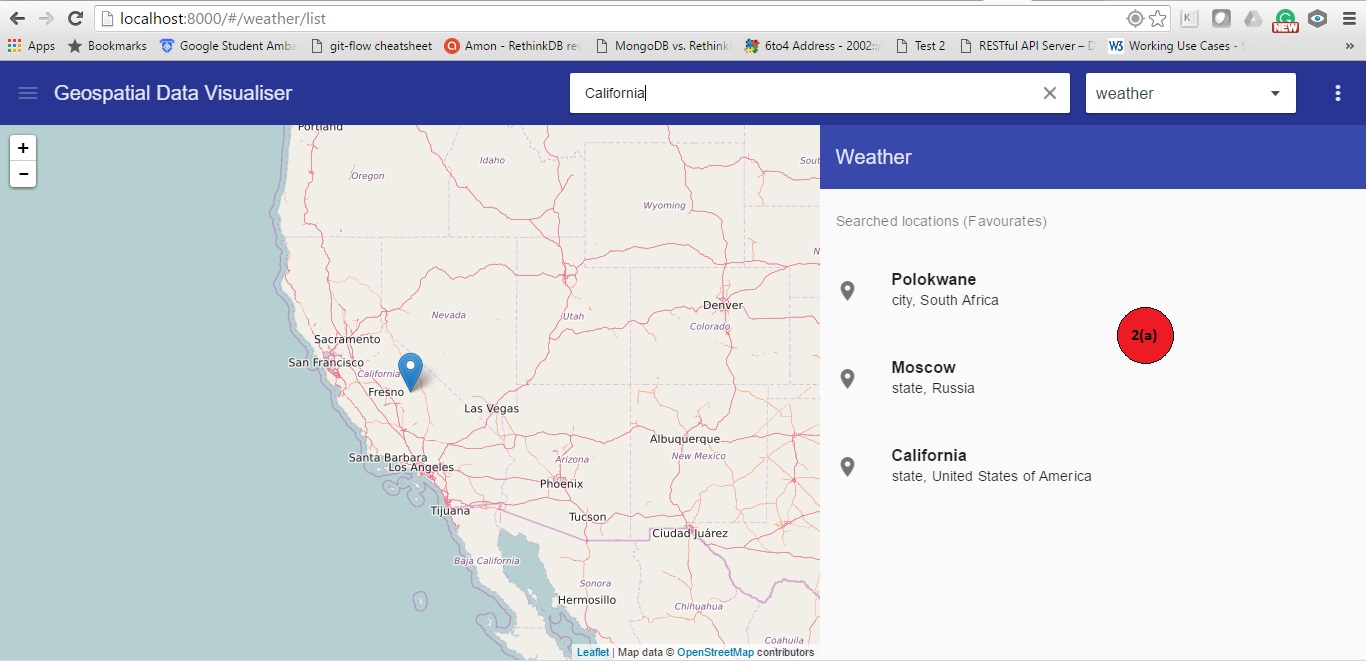 localhost:8000/#/weather/list
Apps Bookmarks Google Student Amba git-flow cheatsheet Amon - RethinkDB re MongoDB vs. Rethink 6to4 Address - 2002:: Test 2 RESTful API Server – D W3 Working Use Cases - »
NEW
Geospatial Data Visualiser
California
weather
+
−
Portland
Idaho
Sout
Oregon
Wyoming
N
Denver
Nevada
Utah
Colorado
Sacramento
San Francisco
California
Fresno
Las Vegas
Albuquerque
Santa Barbara
Arizona
New Mexico
Los Angeles
Phoenix
Tijuana
Tucson
Ciudad Juárez
Baja California
Sonora
Hermosillo
Chihuahua
Coahuila
Leaflet | Map data © OpenStreetMap contributors
Weather
Searched locations (Favourates)
Polokwane
city, South Africa
2(a)
Moscow
state, Russia
California
state, United States of America